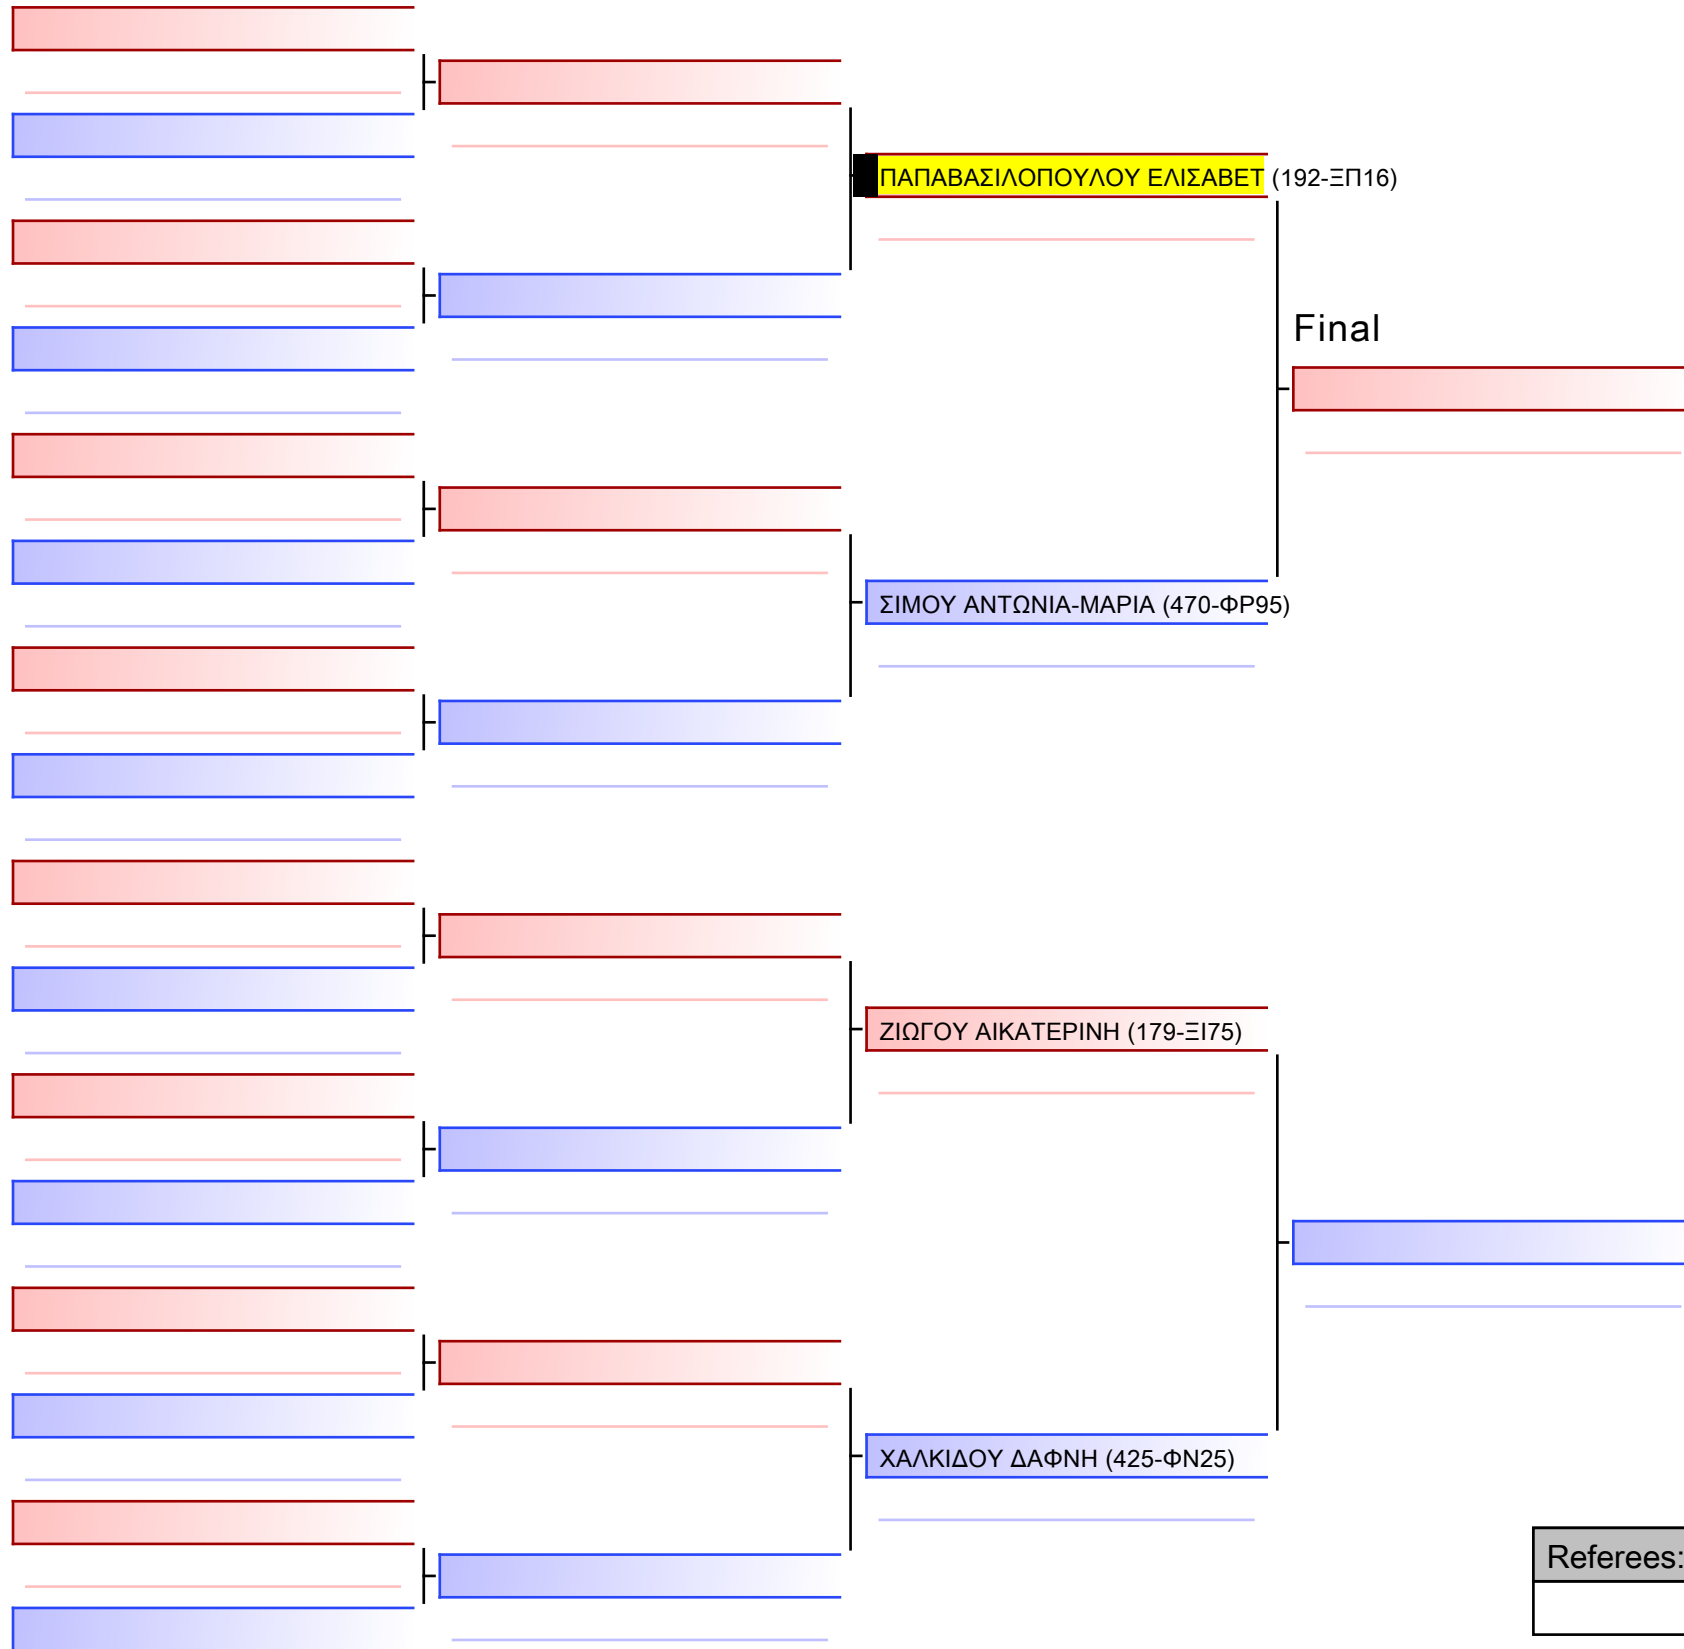 ΠΑΠΑΒΑΣΙΛΟΠΟΥΛΟΥ ΕΛΙΣΑΒΕΤ (192-ΞΠ16)
Final
ΣΙΜΟΥ ΑΝΤΩΝΙΑ-ΜΑΡΙΑ (470-ΦΡ95)
ΖΙΩΓΟΥ ΑΙΚΑΤΕΡΙΝΗ (179-ΞΙ75)
ΧΑΛΚΙΔΟΥ ΔΑΦΝΗ (425-ΦΝ25)
Referees: